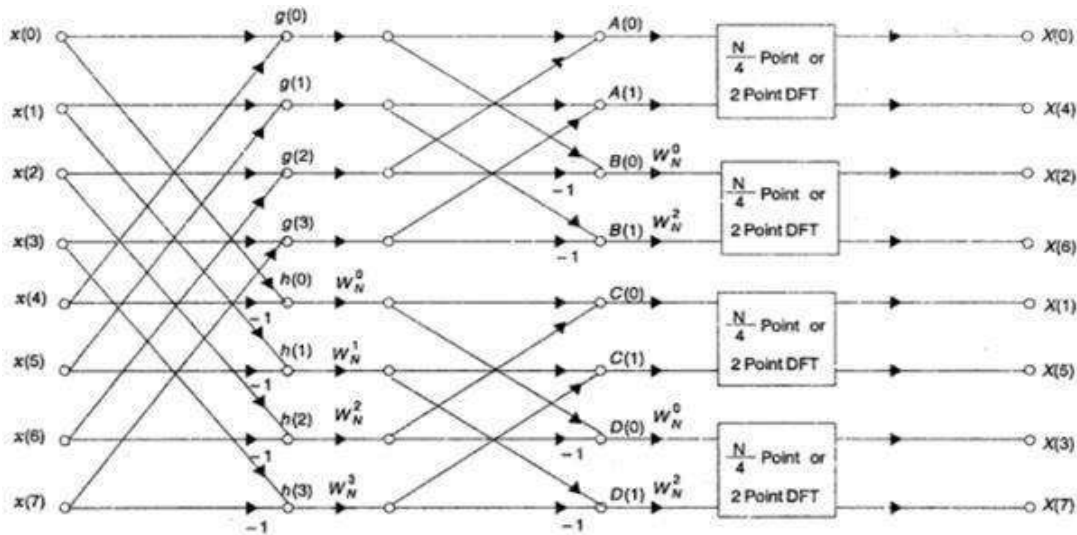 x(0) g(0) A(0) N/4 Point or X(0)
2 Point DFT
x(1) g(1) A(1) X(4)
x(2) g(2) B(0) W_N^0 N/4 Point or X(2)
-1
2 Point DFT
x(3) g(3) B(1) W_N^2 X(6)
-1
x(4) h(0) W_N^0 C(0) N/4 Point or X(1)
-1
2 Point DFT
x(5) h(1) W_N^1 C(1) X(5)
-1
x(6) h(2) W_N^2 D(0) W_N^0 N/4 Point or X(3)
-1 -1
2 Point DFT
x(7) h(3) W_N^3 D(1) W_N^2 X(7)
-1 -1